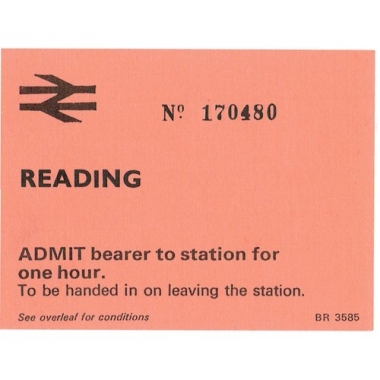 Nº 170480
READING
ADMIT bearer to station for
one hour.
To be handed in on leaving the station.
See overleaf for conditions BR 3585